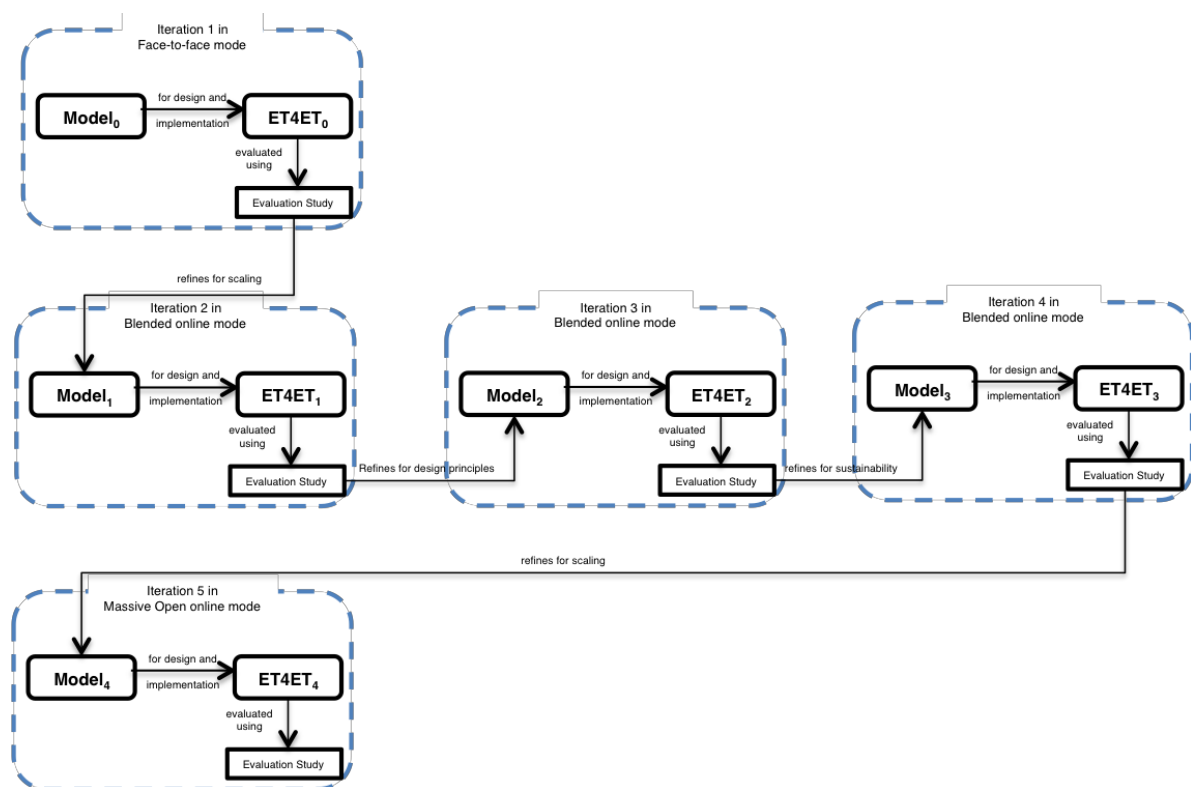 Iteration 1 in
Face-to-face mode
Model₀
for design and
implementation
ET4ET₀
evaluated
using
Evaluation Study
refines for scaling
Iteration 2 in
Blended online mode
Model₁
for design and
implementation
ET4ET₁
evaluated
using
Evaluation Study
Refines for design principles
Iteration 3 in
Blended online mode
Model₂
for design and
implementation
ET4ET₂
evaluated
using
Evaluation Study
refines for sustainability
Iteration 4 in
Blended online mode
Model₃
for design and
implementation
ET4ET₃
evaluated
using
Evaluation Study
refines for scaling
Iteration 5 in
Massive Open online mode
Model₄
for design and
implementation
ET4ET₄
evaluated
using
Evaluation Study